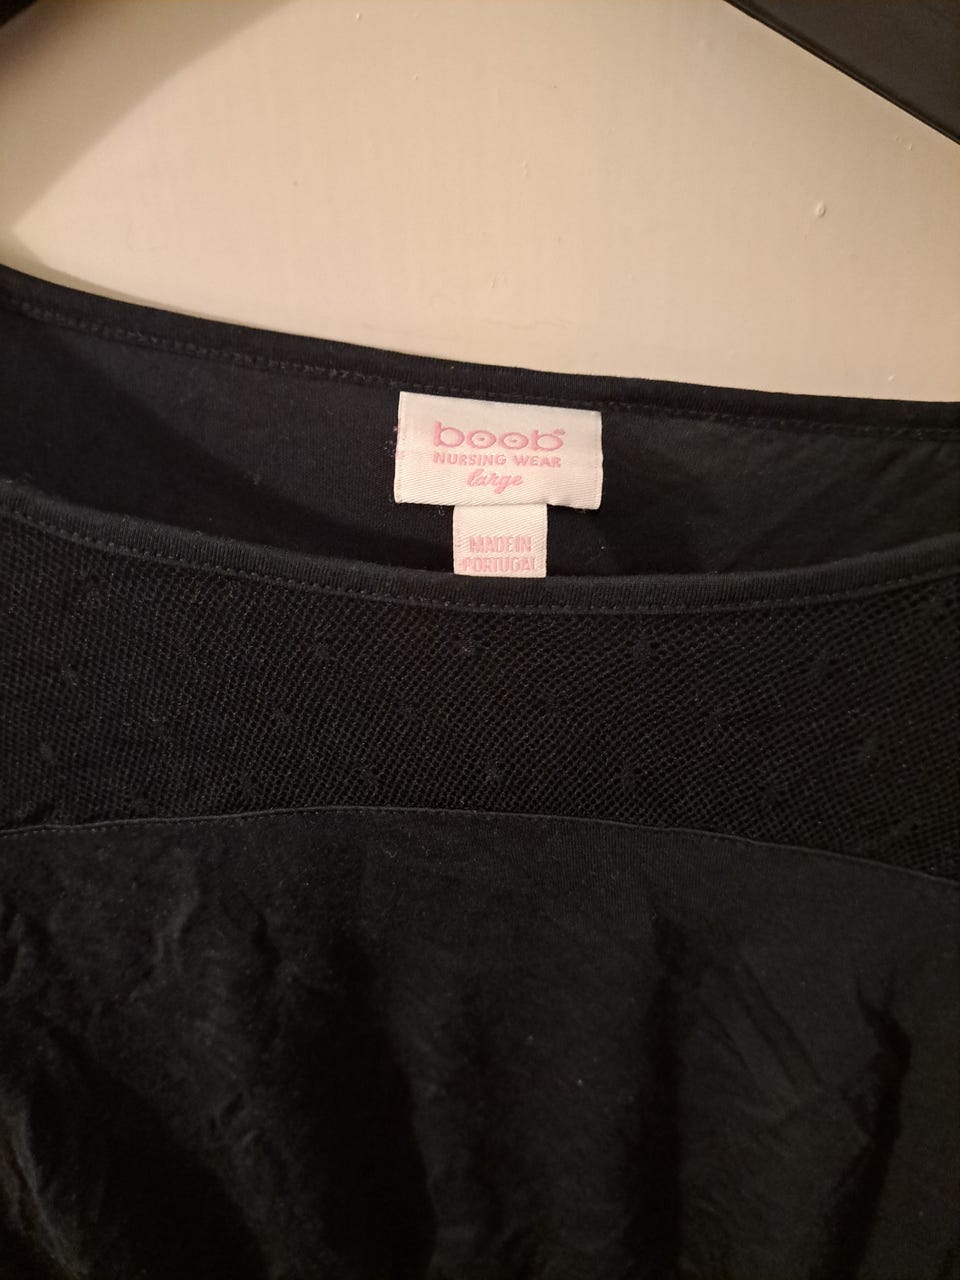 boob®
NURSING WEAR
large
MADE IN
PORTUGAL